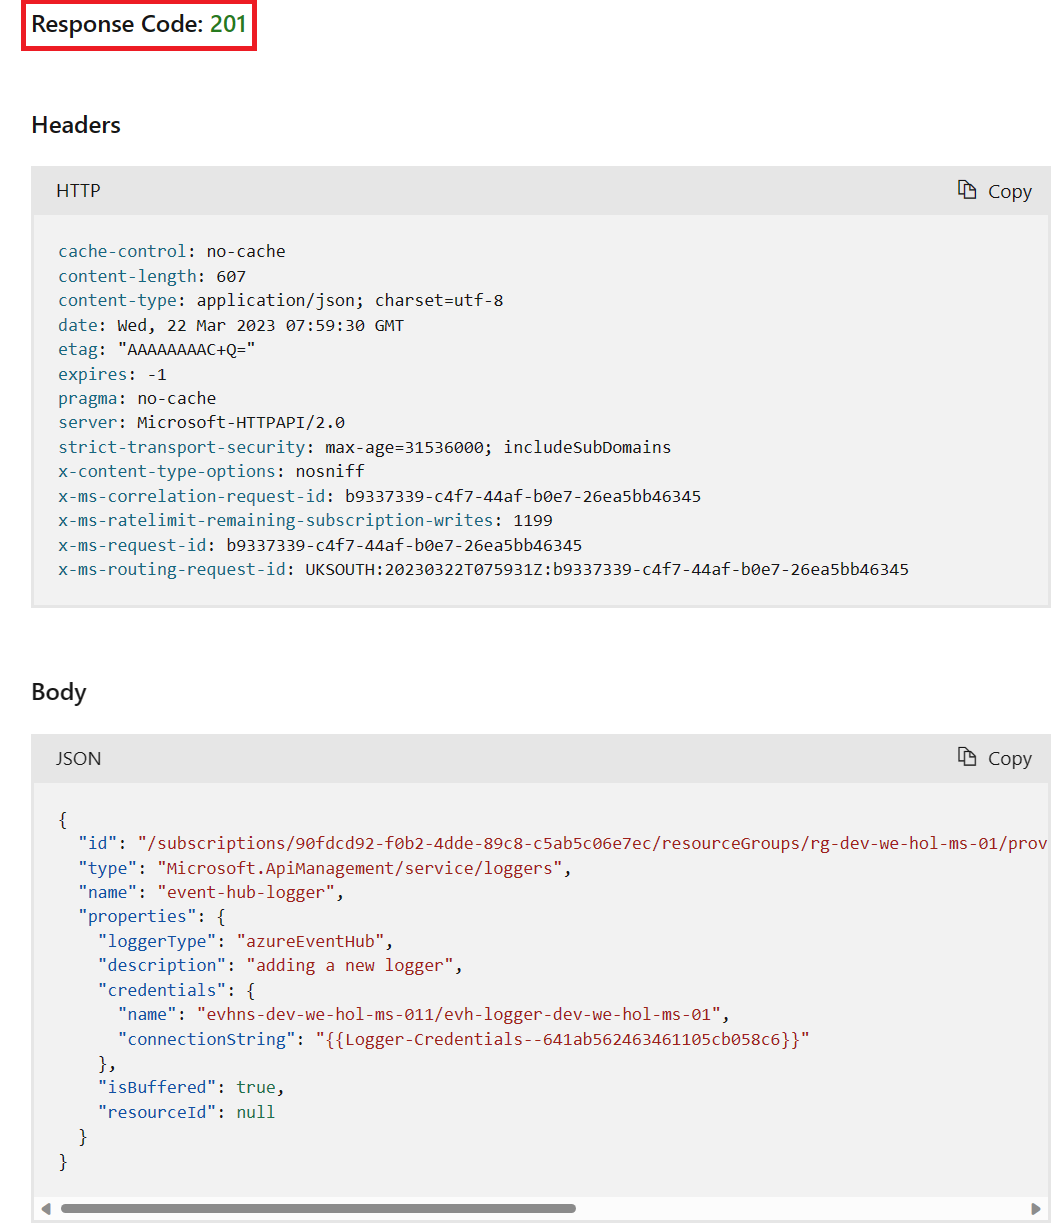 Response Code: 201
Headers
HTTP
Copy
cache-control: no-cache
content-length: 607
content-type: application/json; charset=utf-8
date: Wed, 22 Mar 2023 07:59:30 GMT
etag: "AAAAAAAAC+Q="
expires: -1
pragma: no-cache
server: Microsoft-HTTPAPI/2.0
strict-transport-security: max-age=31536000; includeSubDomains
x-content-type-options: nosniff
x-ms-correlation-request-id: b9337339-c4f7-44af-b0e7-26ea5bb46345
x-ms-ratelimit-remaining-subscription-writes: 1199
x-ms-request-id: b9337339-c4f7-44af-b0e7-26ea5bb46345
x-ms-routing-request-id: UKSOUTH:20230322T075931Z:b9337339-c4f7-44af-b0e7-26ea5bb46345
Body
JSON
Copy
{
  "id": "/subscriptions/90fdcd92-f0b2-4dde-89c8-c5ab5c06e7ec/resourceGroups/rg-dev-we-hol-ms-01/prov
  "type": "Microsoft.ApiManagement/service/loggers",
  "name": "event-hub-logger",
  "properties": {
    "loggerType": "azureEventHub",
    "description": "adding a new logger",
    "credentials": {
      "name": "evhns-dev-we-hol-ms-011/evh-logger-dev-we-hol-ms-01",
      "connectionString": "{{Logger-Credentials--641ab562463461105cb058c6}}"
    },
    "isBuffered": true,
    "resourceId": null
  }
}